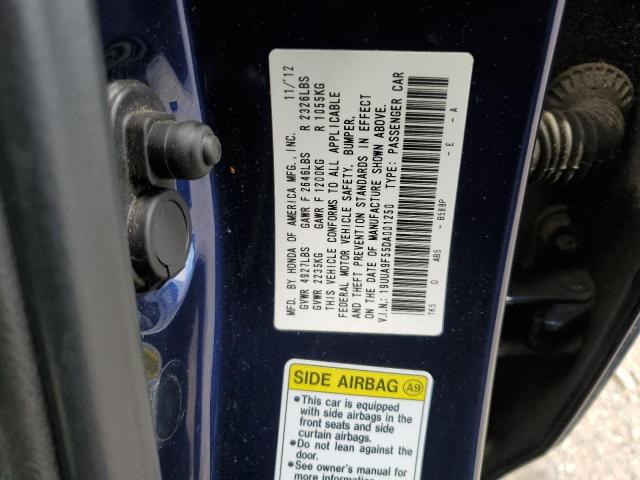 MFD. BY HONDA OF AMERICA MFG., INC. 11/'12
GVWR 4927LBS GAWR F 2646LBS R 2326LBS
GVWR 2235KG GAWR F 1200KG R 1055KG
THIS VEHICLE CONFORMS TO ALL APPLICABLE
FEDERAL MOTOR VEHICLE SAFETY, BUMPER,
AND THEFT PREVENTION STANDARDS IN EFFECT
ON THE DATE OF MANUFACTURE SHOWN ABOVE.
V.I.N.: 19UUA9F55DA001250 TYPE: PASSENGER CAR
TK5 D AB5 - B588P - E - A
SIDE AIRBAG A9
•This car is equipped
with side airbags in the
front seats and side
curtain airbags.
•Do not lean against the
door.
•See owner's manual for
more information.